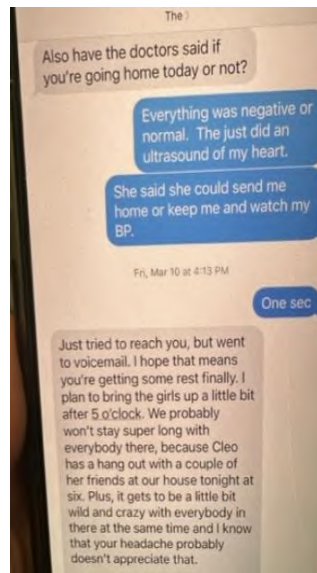 The
Also have the doctors said if
you're going home today or not?
Everything was negative or
normal. The just did an
ultrasound of my heart.
She said she could send me
home or keep me and watch my
BP.
Fri, Mar 10 at 4:13 PM
One sec
Just tried to reach you, but went
to voicemail. I hope that means
you're getting some rest finally. I
plan to bring the girls up a little bit
after 5 o'clock. We probably
won't stay super long with
everybody there, because Cleo
has a hang out with a couple of
her friends at our house tonight at
six. Plus, it gets to be a little bit
wild and crazy with everybody in
there at the same time and I know
that your headache probably
doesn't appreciate that.